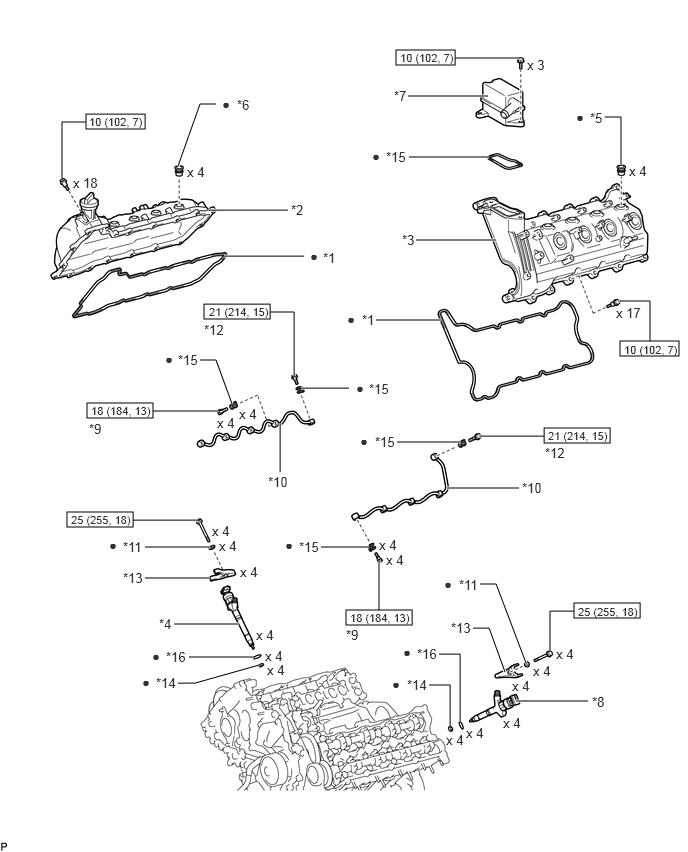 10 (102, 7)
x 3
*7
*6
*5
10 (102, 7)
*15
x 4
x 4
x 18
*2
*3
*1
x 17
*1
10 (102, 7)
21 (214, 15)
*12
*15
*15
18 (184, 13)
x 4
x 4
*9
*15
21 (214, 15)
*12
*10
*10
25 (255, 18)
x 4
*11
x 4
*15
x 4
x 4
*13
x 4
*11
18 (184, 13)
25 (255, 18)
*4
*13
*9
x 4
*16
x 4
*16
x 4
x 4
*14
x 4
*14
x 4
*8
x 4
x 4
x 4
P